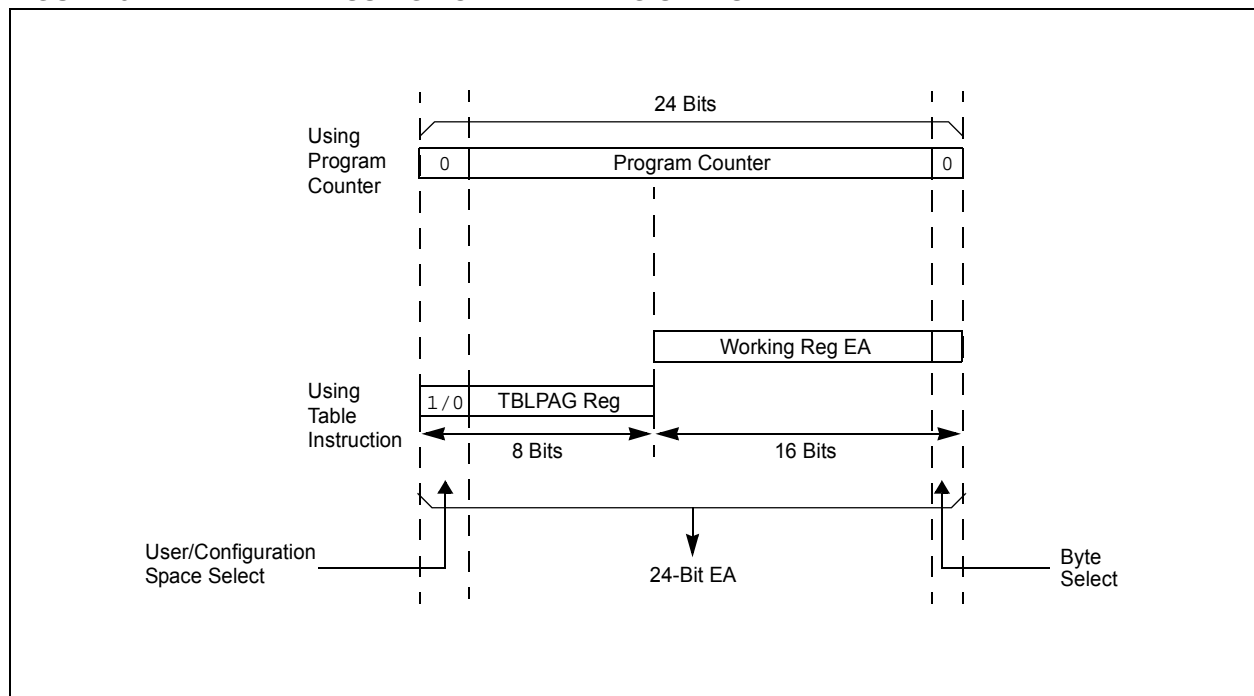 24 Bits
Using
Program
Counter
0
Program Counter
0
Working Reg EA
Using
Table
Instruction
1/0
TBLPAG Reg
8 Bits
16 Bits
User/Configuration
Space Select
24-Bit EA
Byte
Select